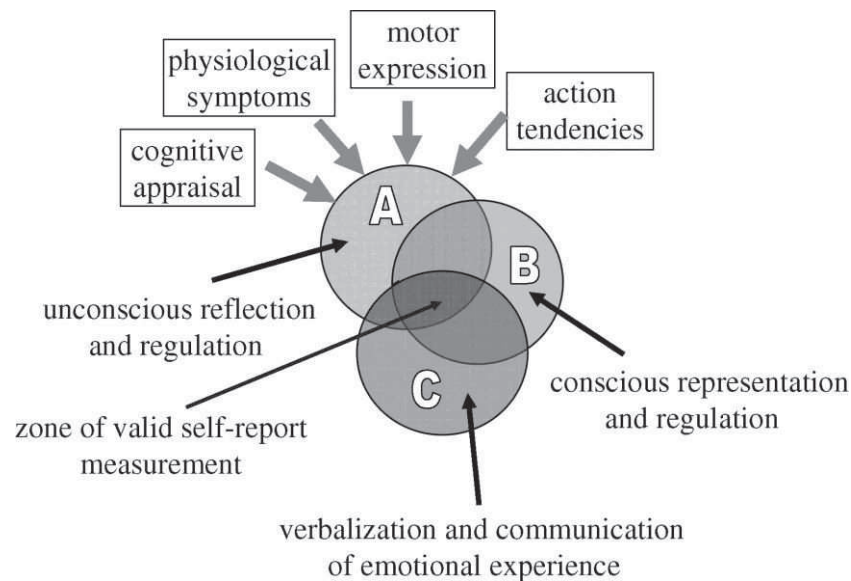 motor
expression
physiological
symptoms
action
tendencies
cognitive
appraisal
A
B
unconscious reflection
and regulation
C
conscious representation
and regulation
zone of valid self-report
measurement
verbalization and communication
of emotional experience